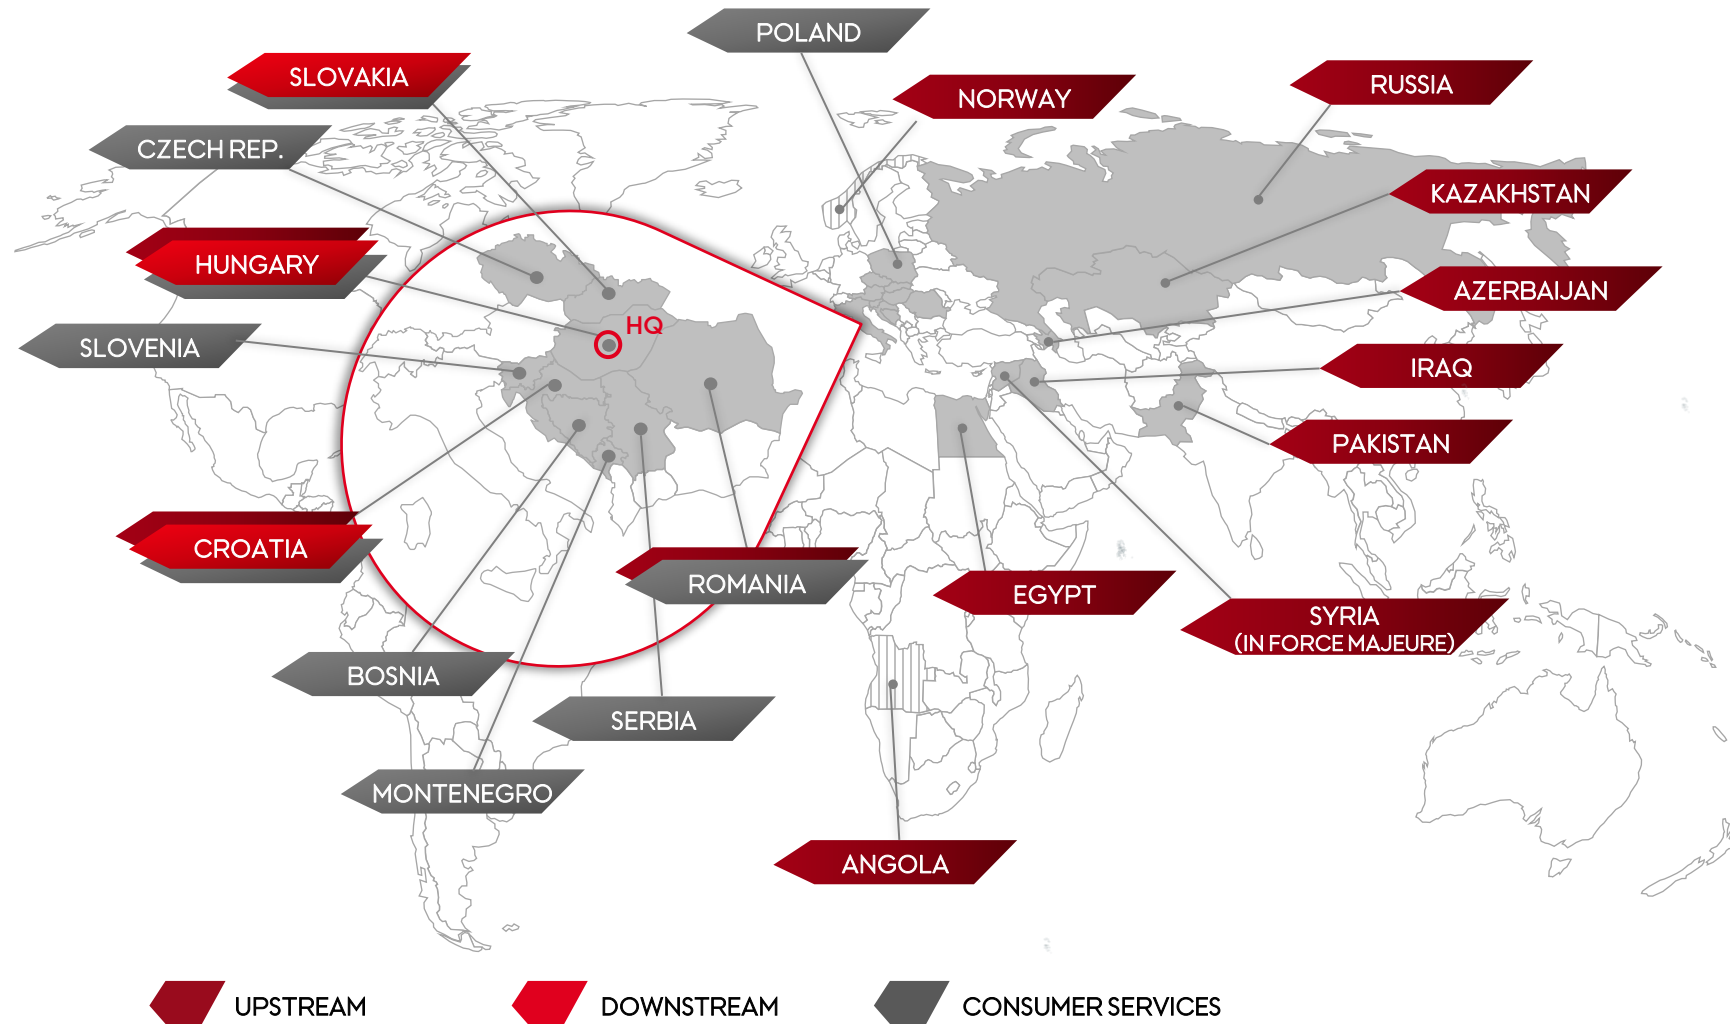 POLAND
SLOVAKIA
NORWAY
RUSSIA
CZECH REP.
KAZAKHSTAN
HUNGARY
AZERBAIJAN
HQ
SLOVENIA
IRAQ
PAKISTAN
CROATIA
ROMANIA
EGYPT
SYRIA
(IN FORCE MAJEURE)
BOSNIA
SERBIA
MONTENEGRO
ANGOLA
UPSTREAM
DOWNSTREAM
CONSUMER SERVICES